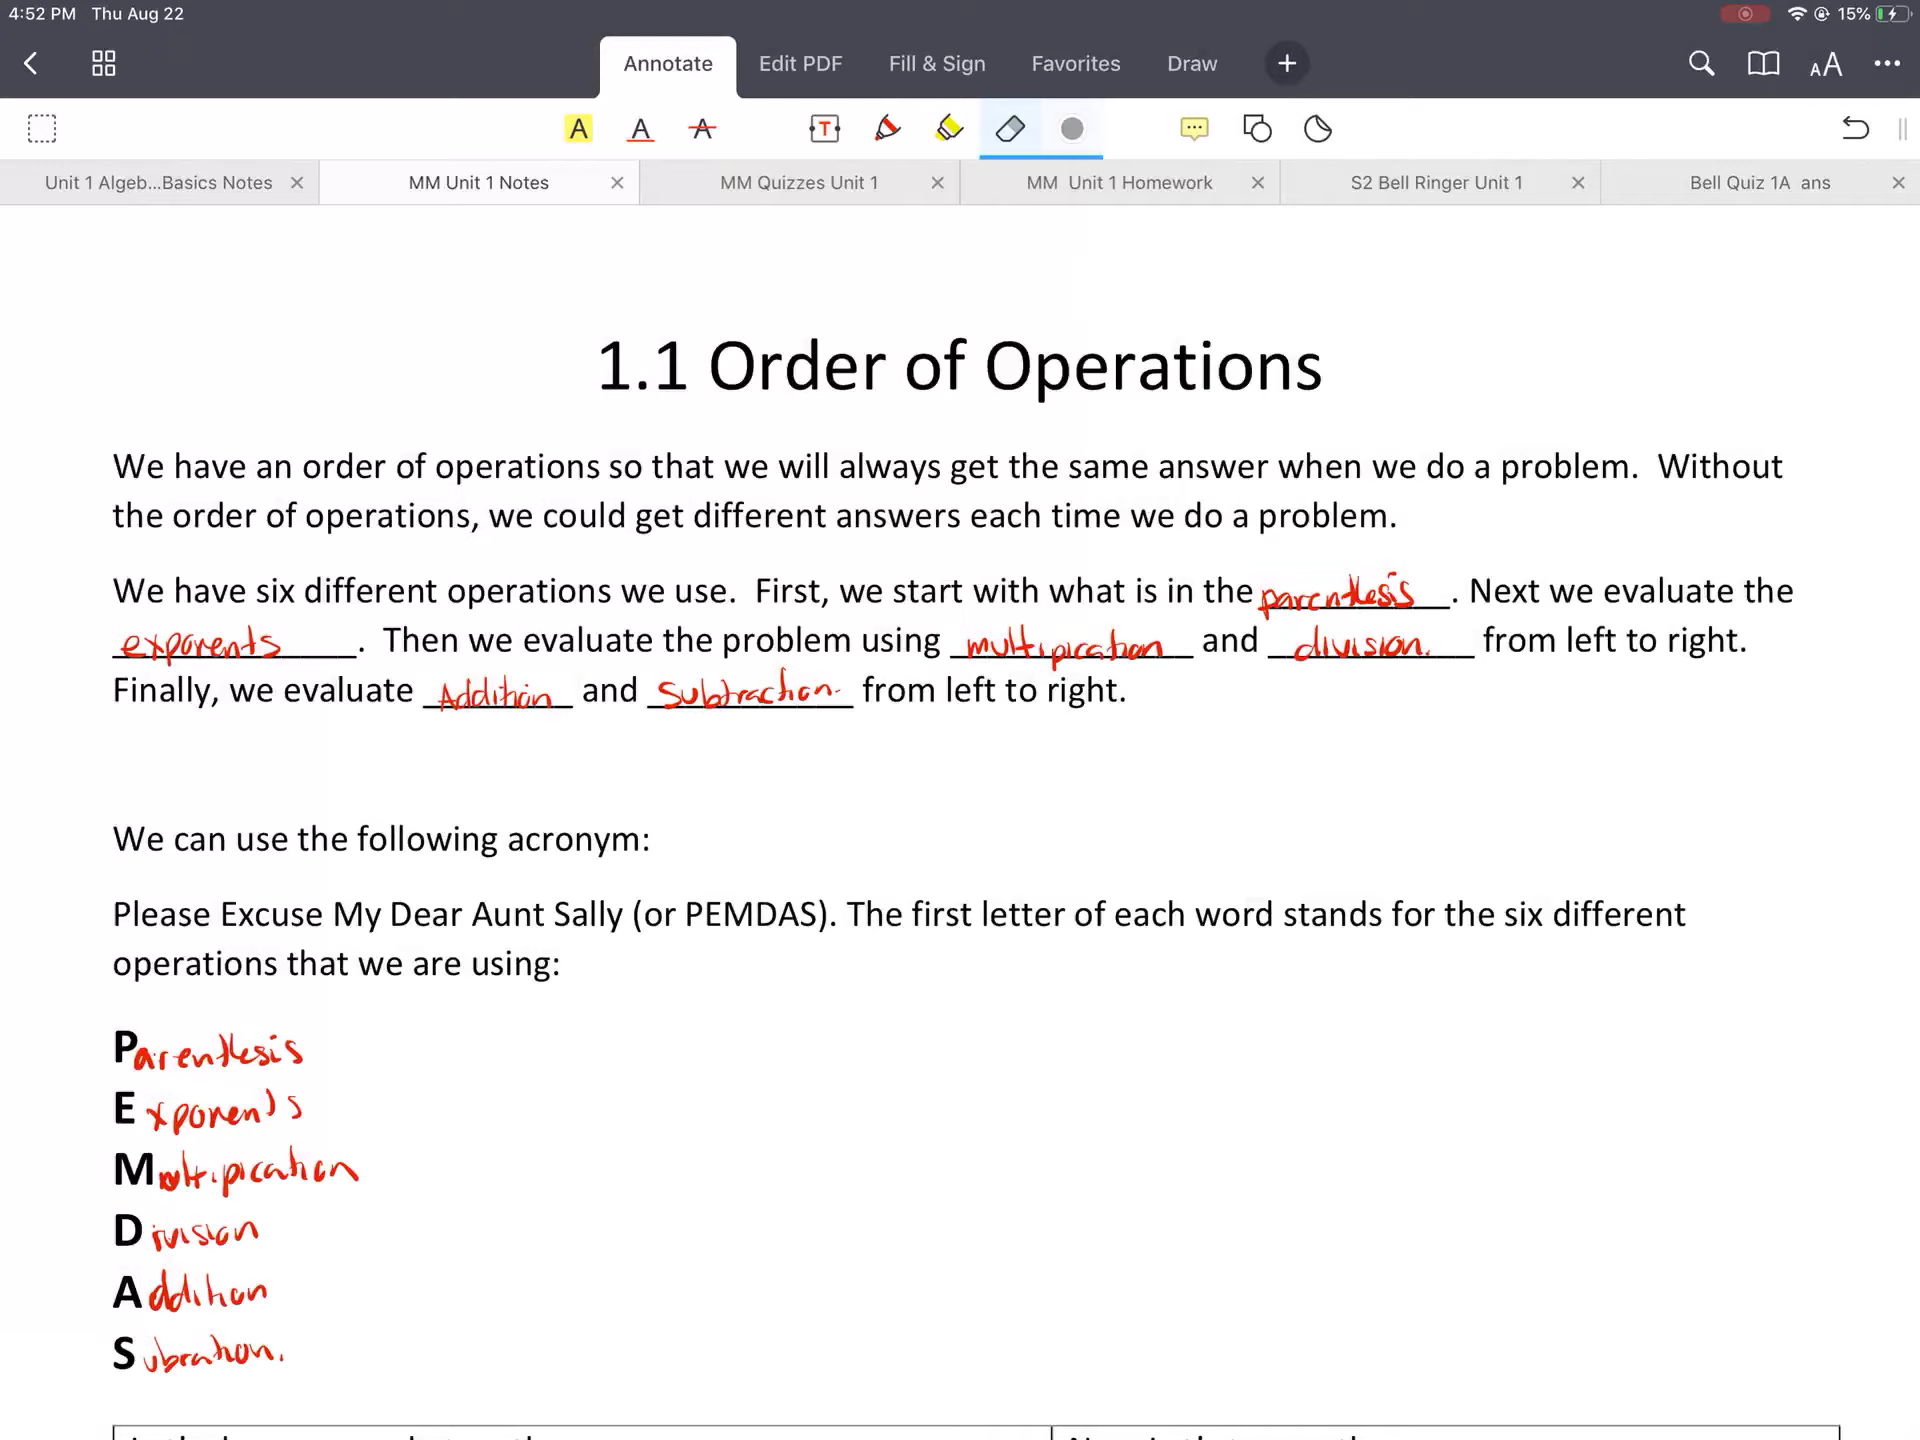 4:52 PM Thu Aug 22 15%
Annotate Edit PDF Fill & Sign Favorites Draw + AA
A A A T
Unit 1 Algeb...Basics Notes MM Unit 1 Notes MM Quizzes Unit 1 MM Unit 1 Homework S2 Bell Ringer Unit 1 Bell Quiz 1A ans
1.1 Order of Operations
We have an order of operations so that we will always get the same answer when we do a problem. Without
the order of operations, we could get different answers each time we do a problem.
We have six different operations we use. First, we start with what is in the parenthesis. Next we evaluate the
exponents. Then we evaluate the problem using multipication and division. from left to right.
Finally, we evaluate Addition and Subtraction. from left to right.
We can use the following acronym:
Please Excuse My Dear Aunt Sally (or PEMDAS). The first letter of each word stands for the six different
operations that we are using:
Parenthesis
Exponents
Multipication
Division
Addition
Subration.